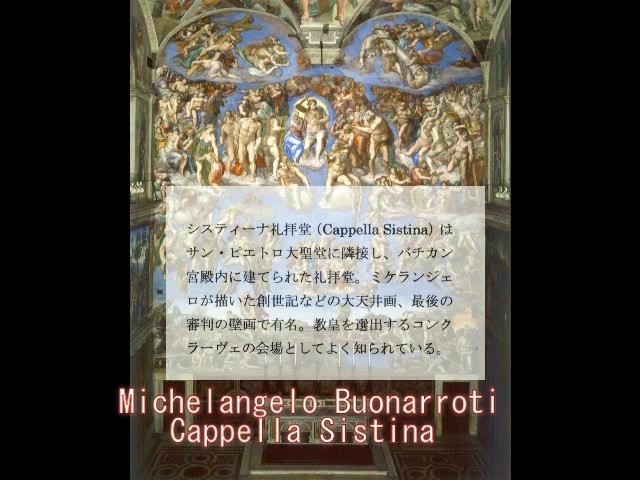 システィーナ礼拝堂（Cappella Sistina）は
サン・ピエトロ大聖堂に隣接し、バチカン
宮殿内に建てられた礼拝堂。ミケランジェ
ロが描いた創世記などの大天井画、最後の
審判の壁画で有名。教皇を選出するコンク
ラーヴェの会場としてよく知られている。
Michelangelo Buonarroti
Cappella Sistina